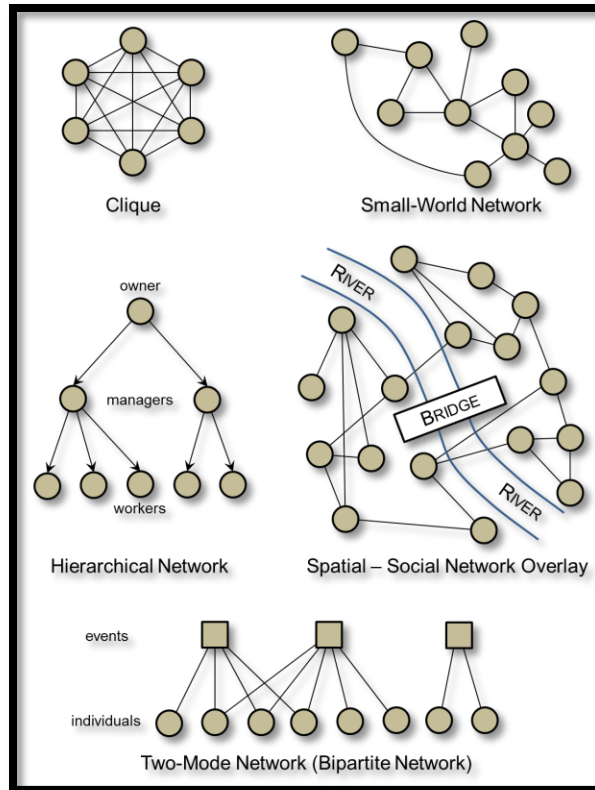 Clique
Small-World Network
owner
managers
workers
Hierarchical Network
RIVER
BRIDGE
RIVER
Spatial – Social Network Overlay
events
individuals
Two-Mode Network (Bipartite Network)